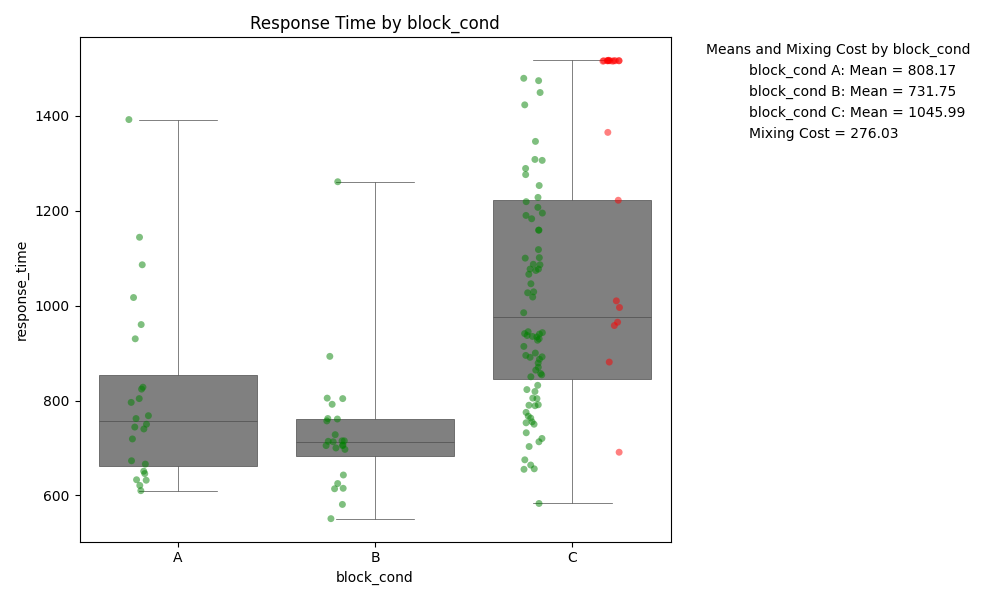 Response Time by block_cond
Means and Mixing Cost by block_cond
block_cond A: Mean = 808.17
block_cond B: Mean = 731.75
block_cond C: Mean = 1045.99
Mixing Cost = 276.03
response_time
1400
1200
1000
800
600
A B C
block_cond